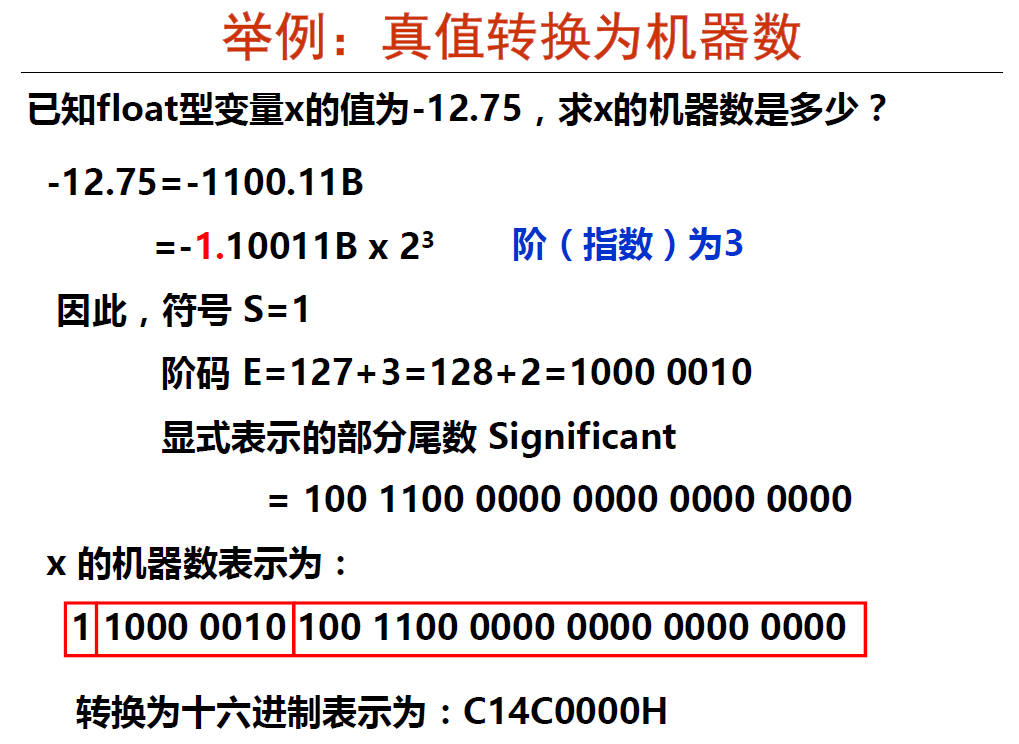 举例：真值转换为机器数
已知float型变量x的值为-12.75，求x的机器数是多少？
-12.75=-1100.11B
=-1.10011B x 2³ 阶（指数）为3
因此，符号 S=1
阶码 E=127+3=128+2=1000 0010
显式表示的部分尾数 Significant
= 100 1100 0000 0000 0000 0000
x 的机器数表示为：
1 1000 0010 100 1100 0000 0000 0000 0000
转换为十六进制表示为：C14C0000H